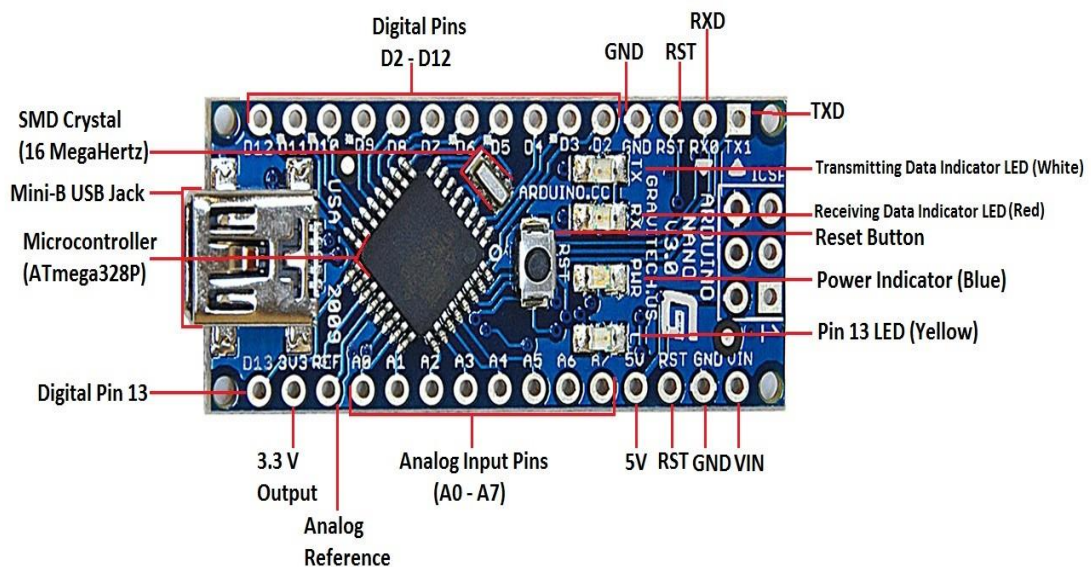 Digital Pins
D2 - D12
GND
RST
RXD
TXD
SMD Crystal
(16 MegaHertz)
Mini-B USB Jack
Microcontroller
(ATmega328P)
Digital Pin 13
3.3 V
Output
Analog
Reference
Analog Input Pins
(A0 - A7)
5V
RST
GND
VIN
Transmitting Data Indicator LED (White)
Receiving Data Indicator LED (Red)
Reset Button
Power Indicator (Blue)
Pin 13 LED (Yellow)
D12 D11 D10 D9 D8 D7 D6 D5 D4 D3 D2 GND RST RX0 TX1
TX
RX
RST
PWR
L
ARDUINO.CC
GRAVITECH.US
ARDUINO
NANO
V3.0
ICSP
USA
2009
D13 3V3 REF A0 A1 A2 A3 A4 A5 A6 A7 5V RST GND VIN